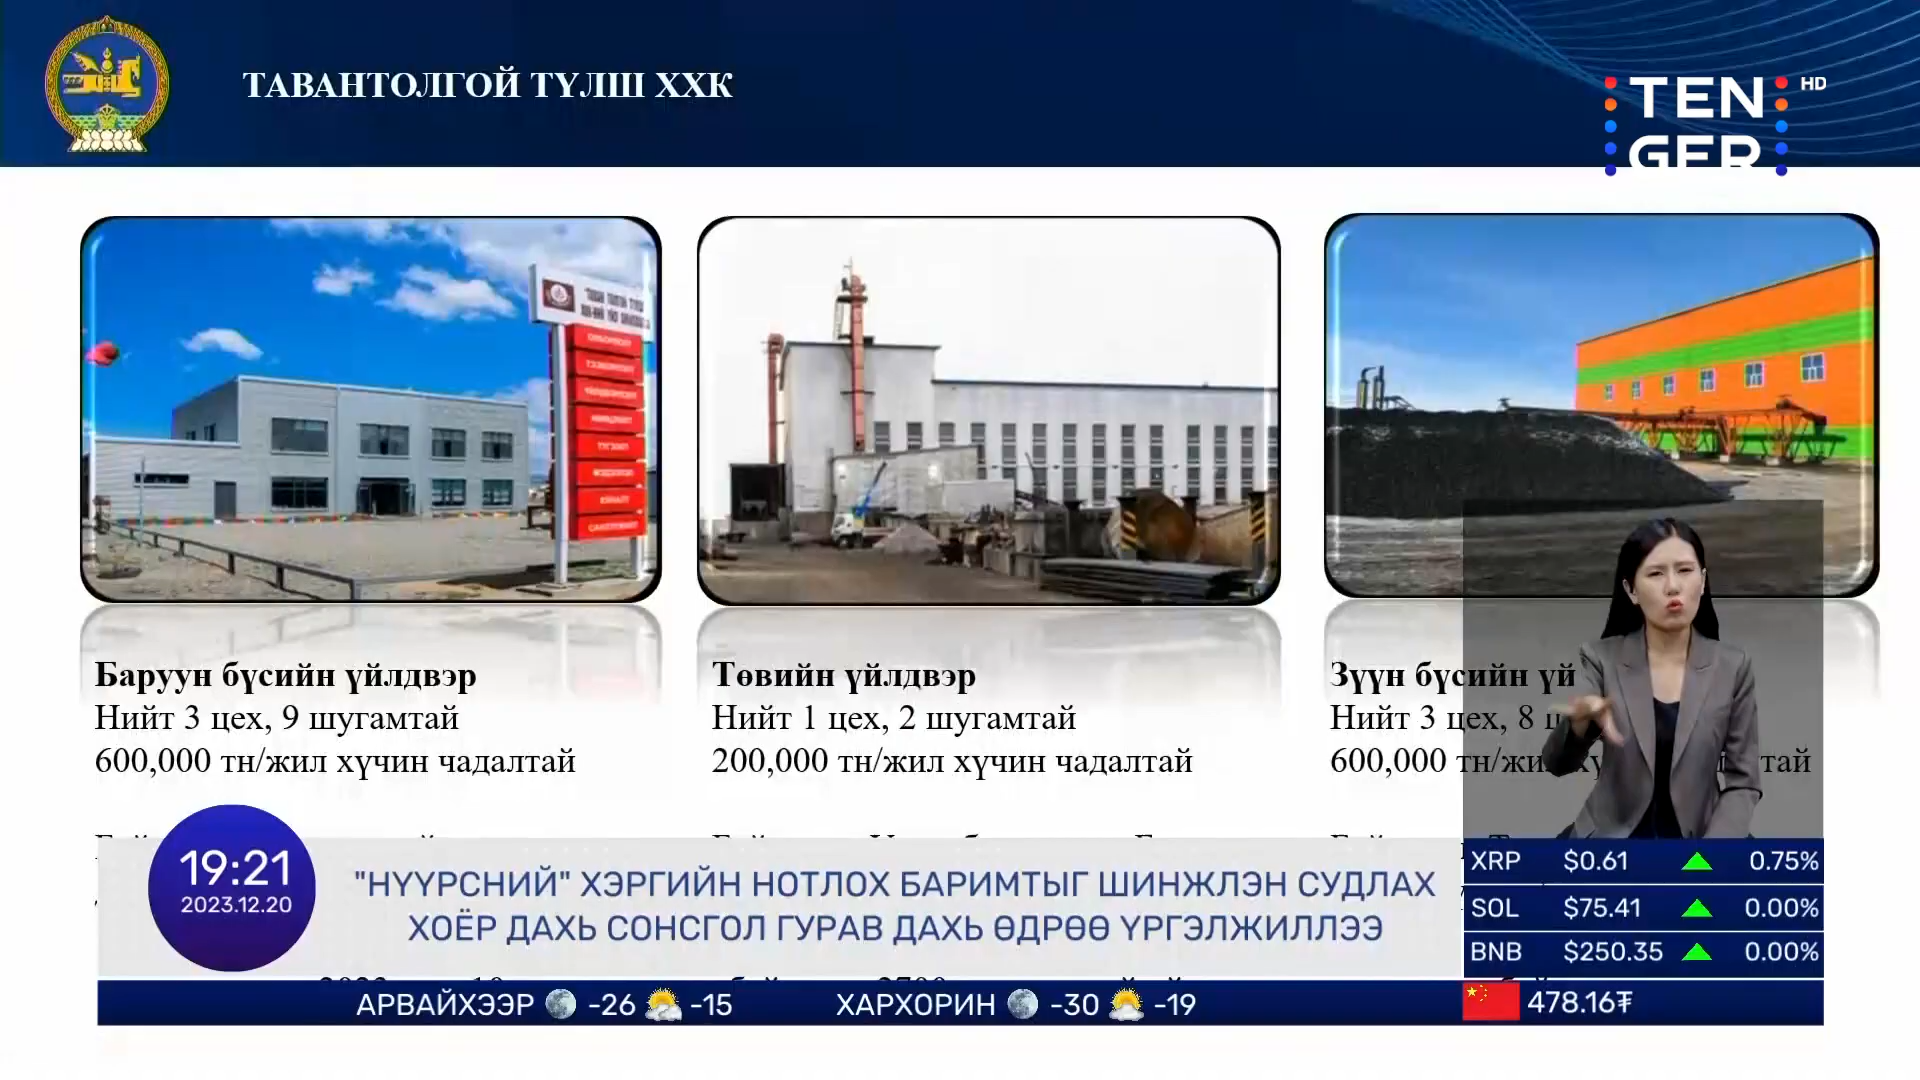 ТАВАНТОЛГОЙ ТҮЛШ ХХК
TEN HD
GER
Баруун бүсийн үйлдвэр
Нийт 3 цех, 9 шугамтай
600,000 тн/жил хүчин чадалтай
Төвийн үйлдвэр
Нийт 1 цех, 2 шугамтай
200,000 тн/жил хүчин чадалтай
Зүүн бүсийн үй
Нийт 3 цех, 8
600,000 тн/жил
19:21
2023.12.20
"НҮҮРСНИЙ" ХЭРГИЙН НОТЛОХ БАРИМТЫГ ШИНЖЛЭН СУДЛАХ
ХОЁР ДАХЬ СОНСГОЛ ГУРАВ ДАХЬ ӨДРӨӨ ҮРГЭЛЖИЛЛЭЭ
XRP $0.61 0.75%
SOL $75.41 0.00%
BNB $250.35 0.00%
АРВАЙХЭЭР -26 -15 ХАРХОРИН -30 -19
478.16₮